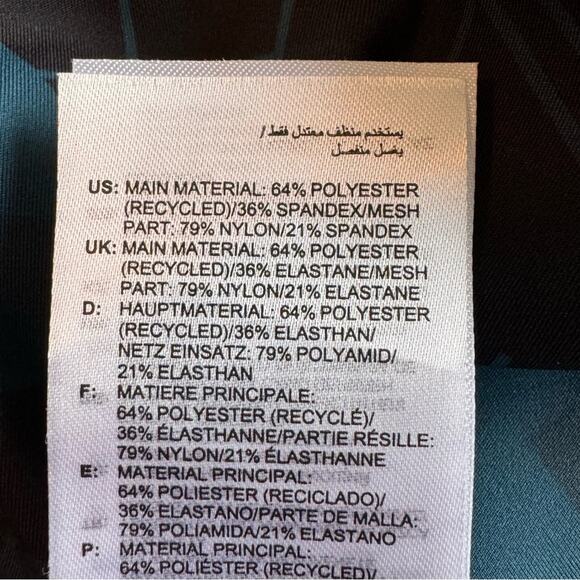 يستخدم منظف معتدل فقط/
يغسل منفصل
US: MAIN MATERIAL: 64% POLYESTER
(RECYCLED)/36% SPANDEX/MESH
PART: 79% NYLON/21% SPANDEX
UK: MAIN MATERIAL: 64% POLYESTER
(RECYCLED)/36% ELASTANE/MESH
PART: 79% NYLON/21% ELASTANE
D: HAUPTMATERIAL: 64% POLYESTER
(RECYCLED)/36% ELASTHAN/
NETZ EINSATZ: 79% POLYAMID/
21% ELASTHAN
F: MATIERE PRINCIPALE:
64% POLYESTER (RECYCLÉ)/
36% ÉLASTHANNE/PARTIE RÉSILLE:
79% NYLON/21% ÉLASTHANNE
E: MATERIAL PRINCIPAL:
64% POLIESTER (RECICLADO)/
36% ELASTANO/PARTE DE MALLA:
79% POLIAMIDA/21% ELASTANO
P: MATERIAL PRINCIPAL:
64% POLIÉSTER (RECYCLED)/